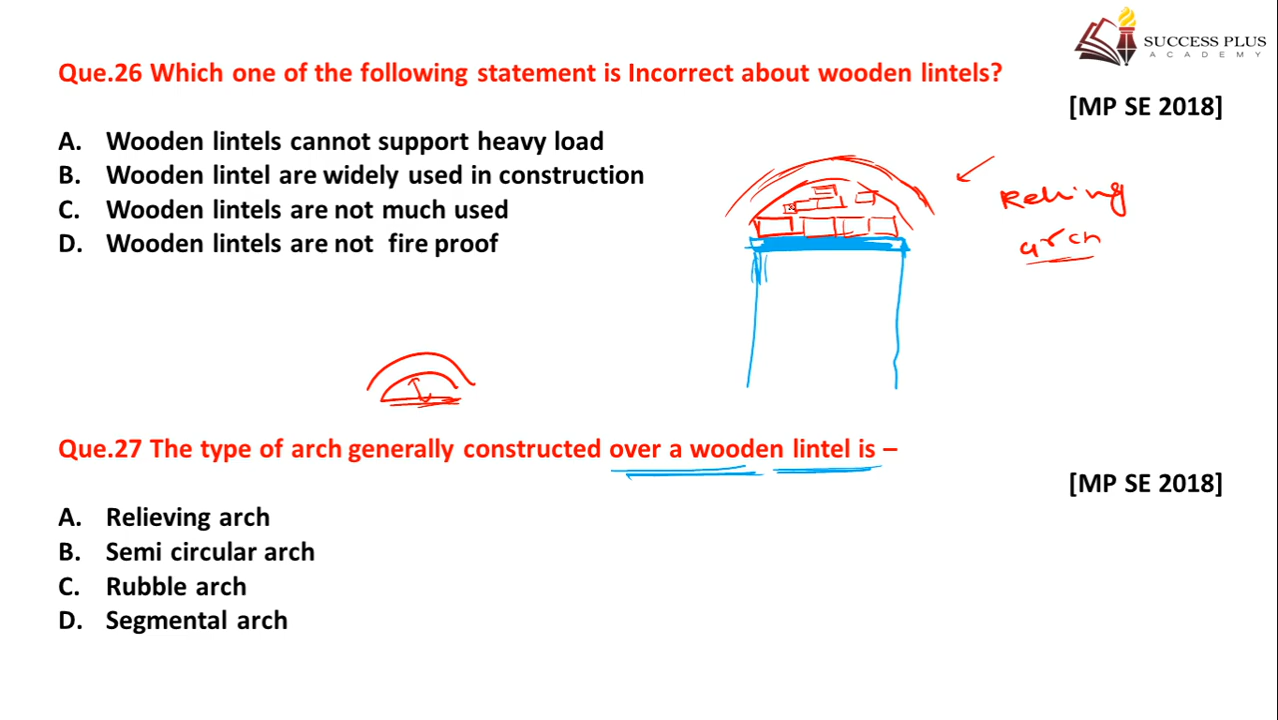 SUCCESS PLUS
ACADEMY
Que.26 Which one of the following statement is Incorrect about wooden lintels?
[MP SE 2018]
A. Wooden lintels cannot support heavy load
B. Wooden lintel are widely used in construction
C. Wooden lintels are not much used
D. Wooden lintels are not fire proof
arch
Que.27 The type of arch generally constructed over a wooden lintel is –
[MP SE 2018]
A. Relieving arch
B. Semi circular arch
C. Rubble arch
D. Segmental arch